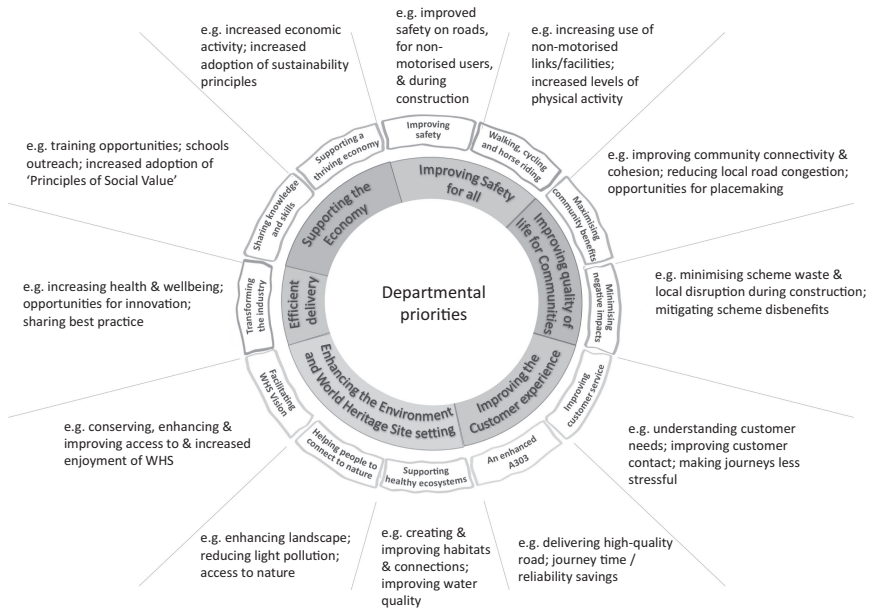 e.g. increased economic
activity; increased
adoption of sustainability
principles
e.g. improved
safety on roads,
for non-
motorised users,
& during
construction
e.g. increasing use of
non-motorised
links/facilities;
increased levels of
physical activity
e.g. training opportunities; schools
outreach; increased adoption of
‘Principles of Social Value’
e.g. improving community connectivity &
cohesion; reducing local road congestion;
opportunities for placemaking
e.g. increasing health & wellbeing;
opportunities for innovation;
sharing best practice
e.g. minimising scheme waste &
local disruption during construction;
mitigating scheme disbenefits
e.g. conserving, enhancing &
improving access to & increased
enjoyment of WHS
e.g. understanding customer
needs; improving customer
contact; making journeys less
stressful
e.g. enhancing landscape;
reducing light pollution;
access to nature
e.g. creating &
improving habitats
& connections;
improving water
quality
e.g. delivering high-quality
road; journey time /
reliability savings
Improving
safety
Walking, cycling
and horse riding
Maximising
community benefits
Minimising
negative impacts
Improving
customer service
An enhanced
A303
Supporting
healthy ecosystems
Helping people to
connect to nature
Facilitating
WHS Vision
Transforming
the industry
Sharing knowledge
and skills
Supporting a
thriving economy
Improving Safety
for all
Improving quality of
life for Communities
Improving the
Customer experience
Enhancing the Environment
and World Heritage Site setting
Efficient
delivery
Supporting the
Economy
Departmental
priorities